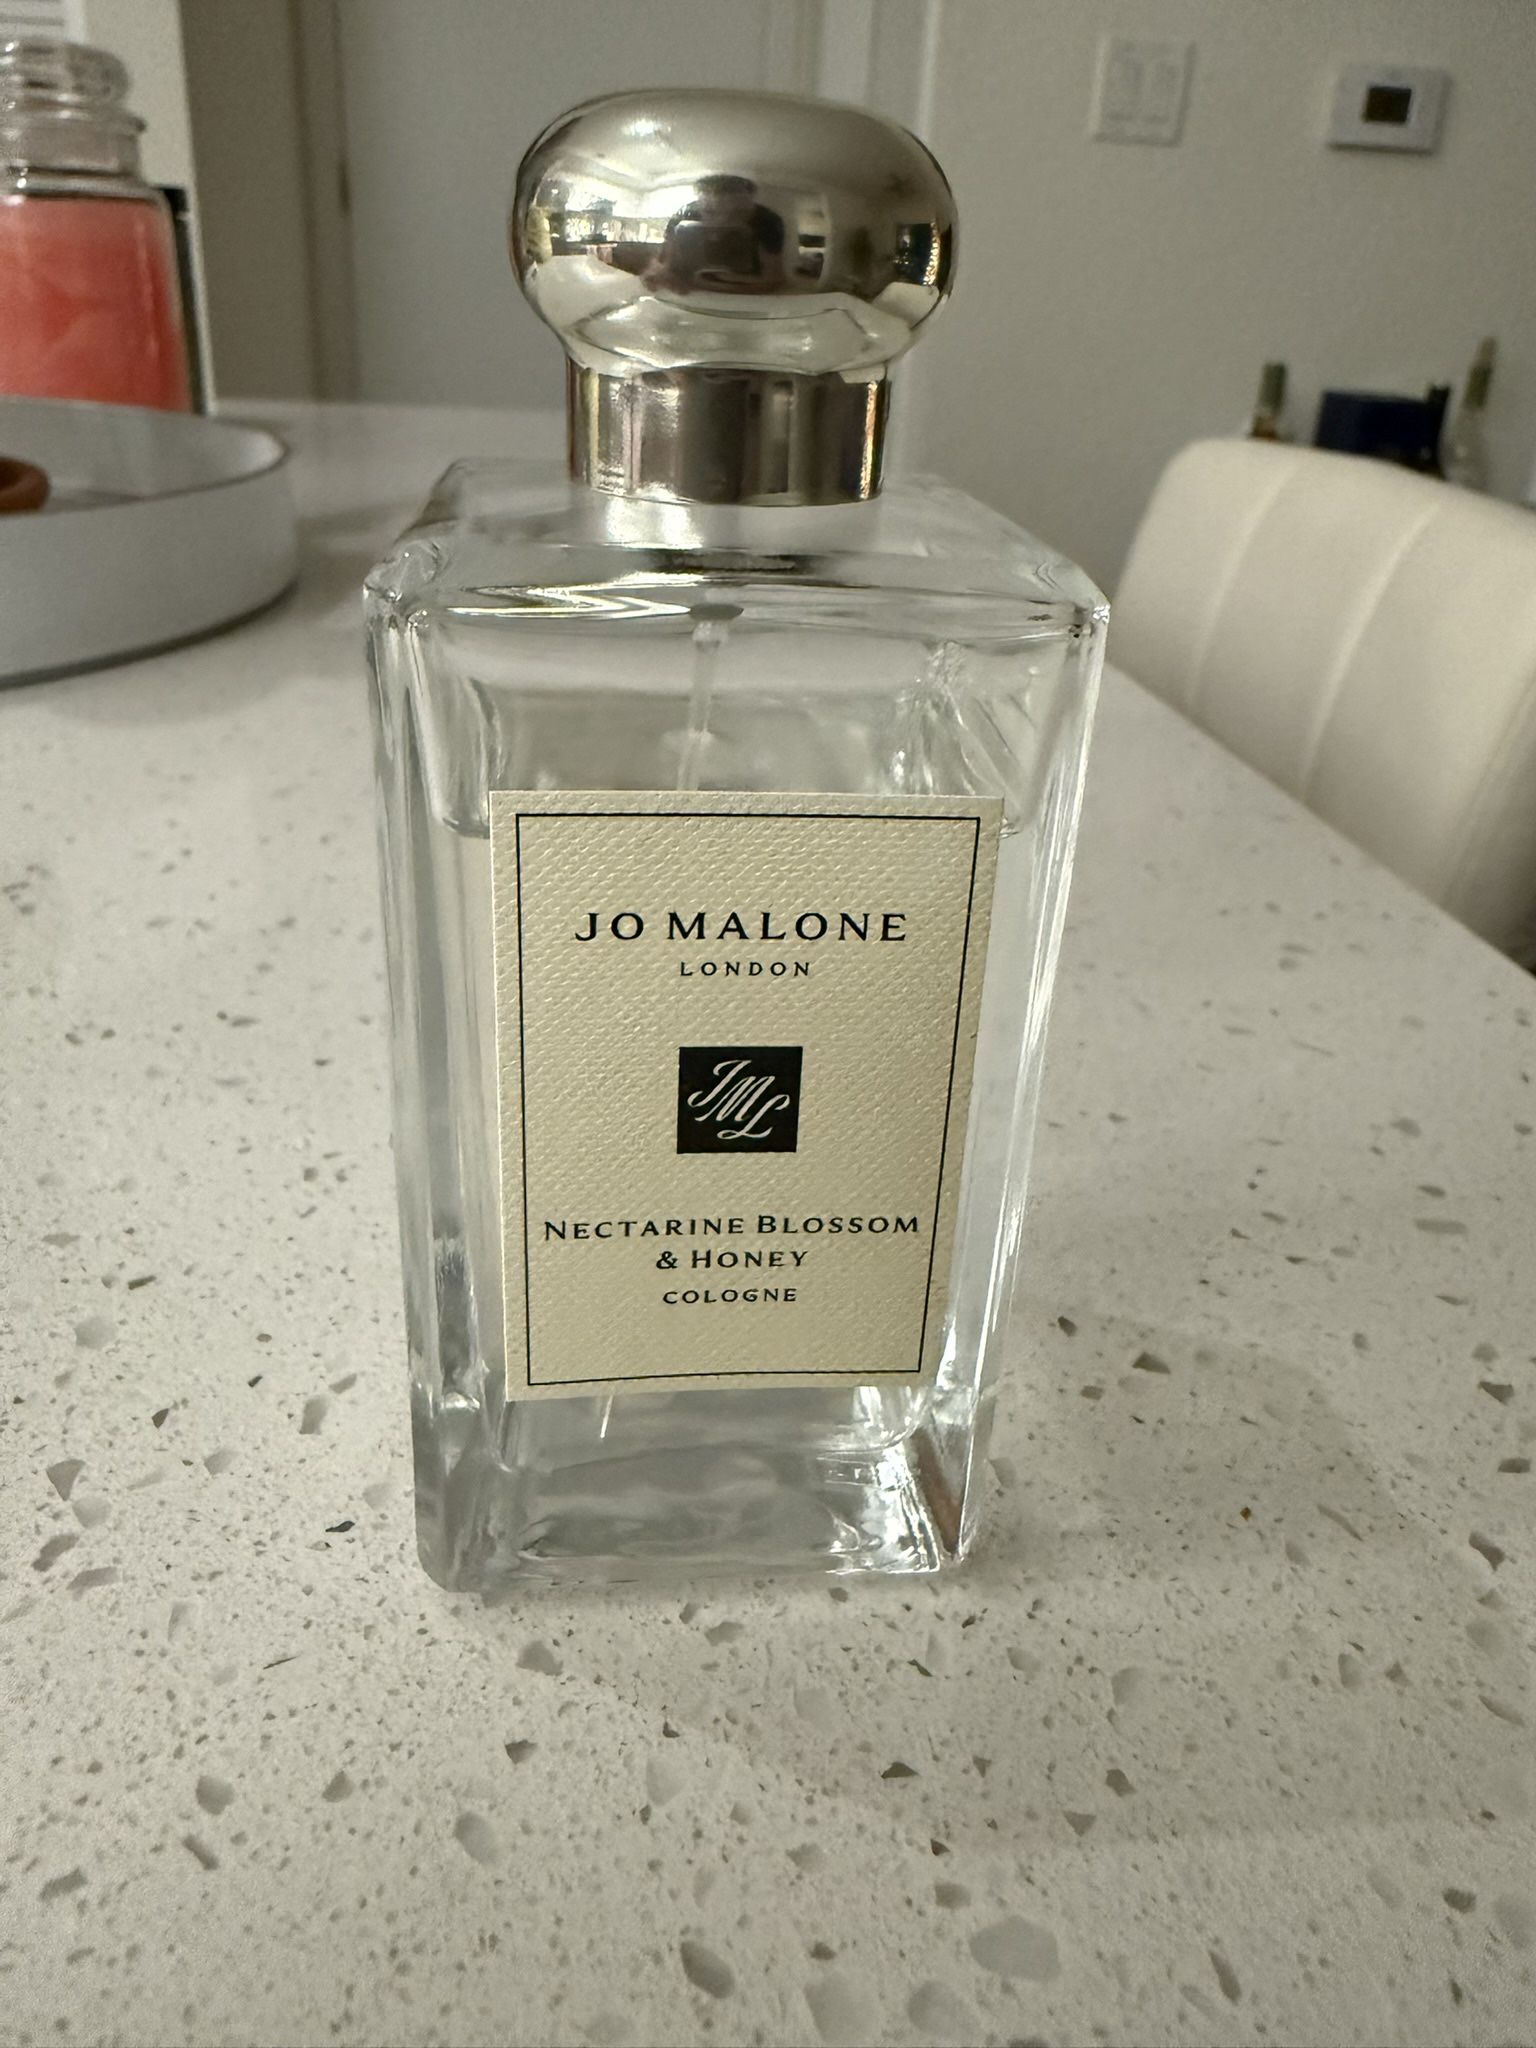 JO MALONE
LONDON
JML
NECTARINE BLOSSOM
& HONEY
COLOGNE